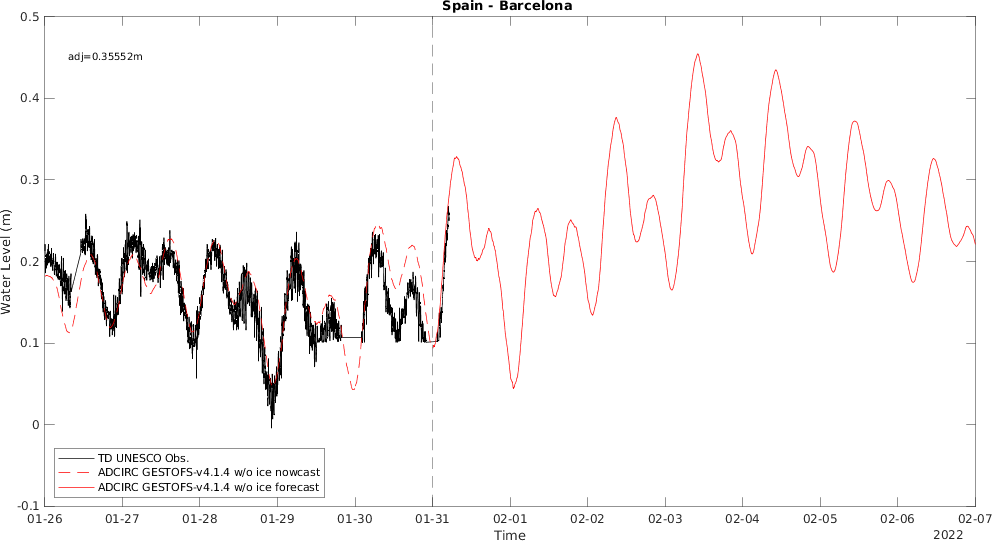 Spain - Barcelona
adj=0.35552m
Water Level (m)
0.5
0.4
0.3
0.2
0.1
0
-0.1
TD UNESCO Obs.
ADCIRC GESTOFS-v4.1.4 w/o ice nowcast
ADCIRC GESTOFS-v4.1.4 w/o ice forecast
01-26 01-27 01-28 01-29 01-30 01-31 02-01 02-02 02-03 02-04 02-05 02-06 02-07
Time
2022